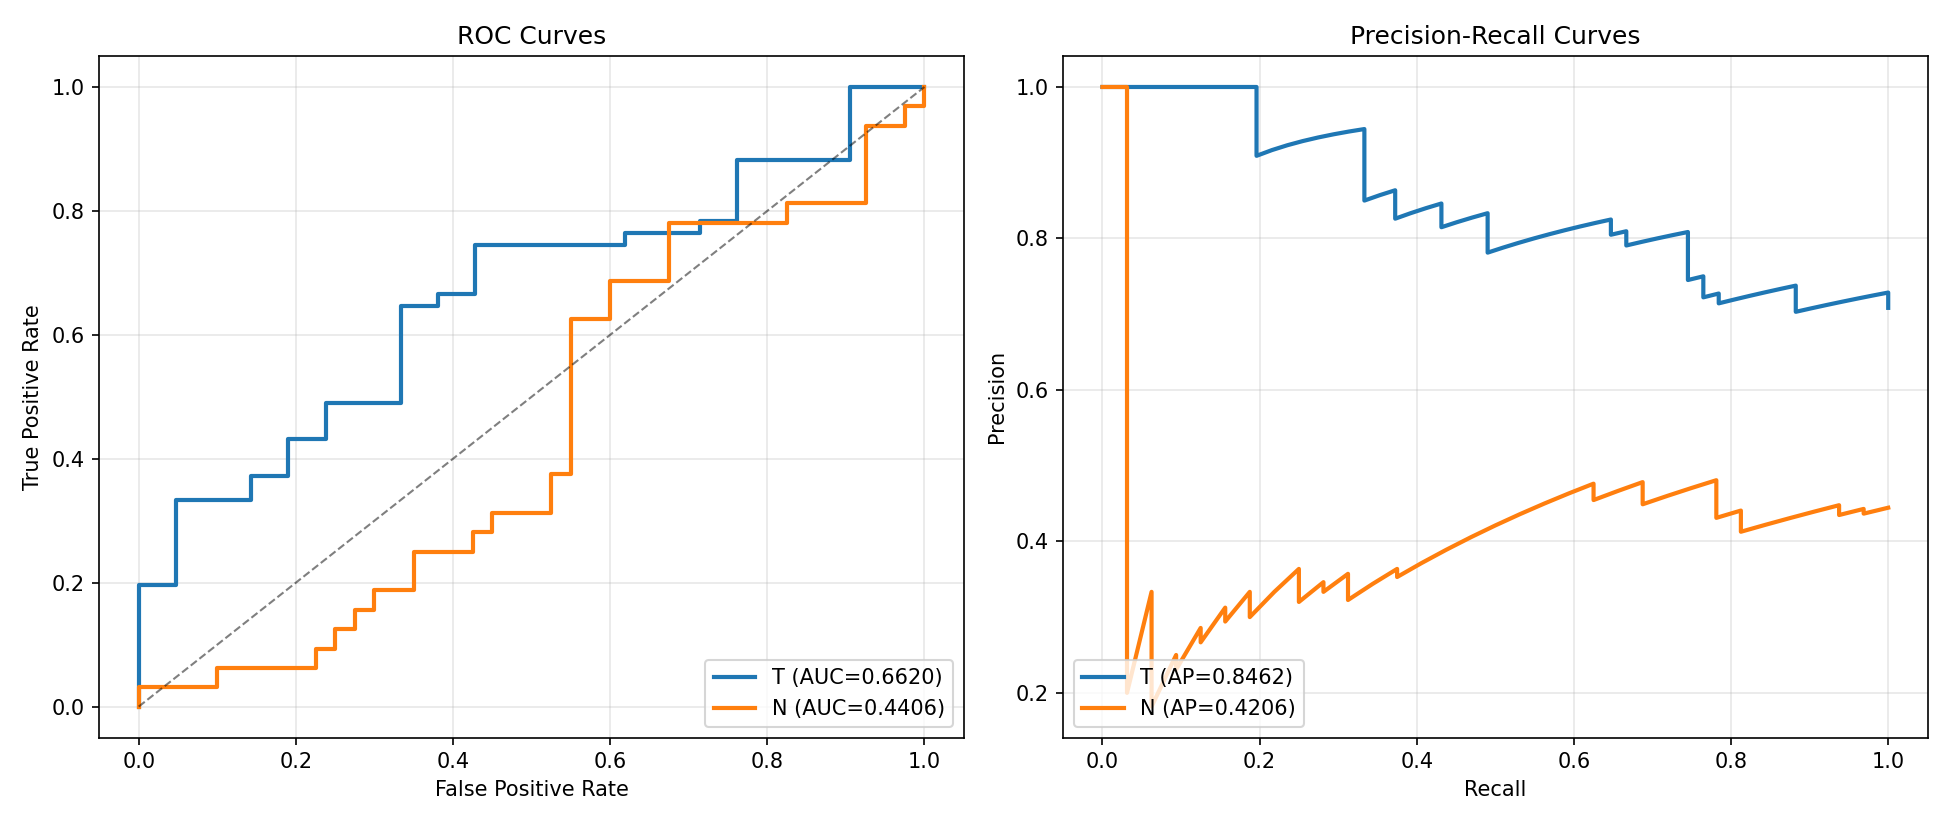 ROC Curves
True Positive Rate
1.0
0.8
0.6
0.4
0.2
0.0
T (AUC=0.6620)
N (AUC=0.4406)
0.0 0.2 0.4 0.6 0.8 1.0
False Positive Rate
Precision-Recall Curves
Precision
1.0
0.8
0.6
0.4
0.2
T (AP=0.8462)
N (AP=0.4206)
0.0 0.2 0.4 0.6 0.8 1.0
Recall